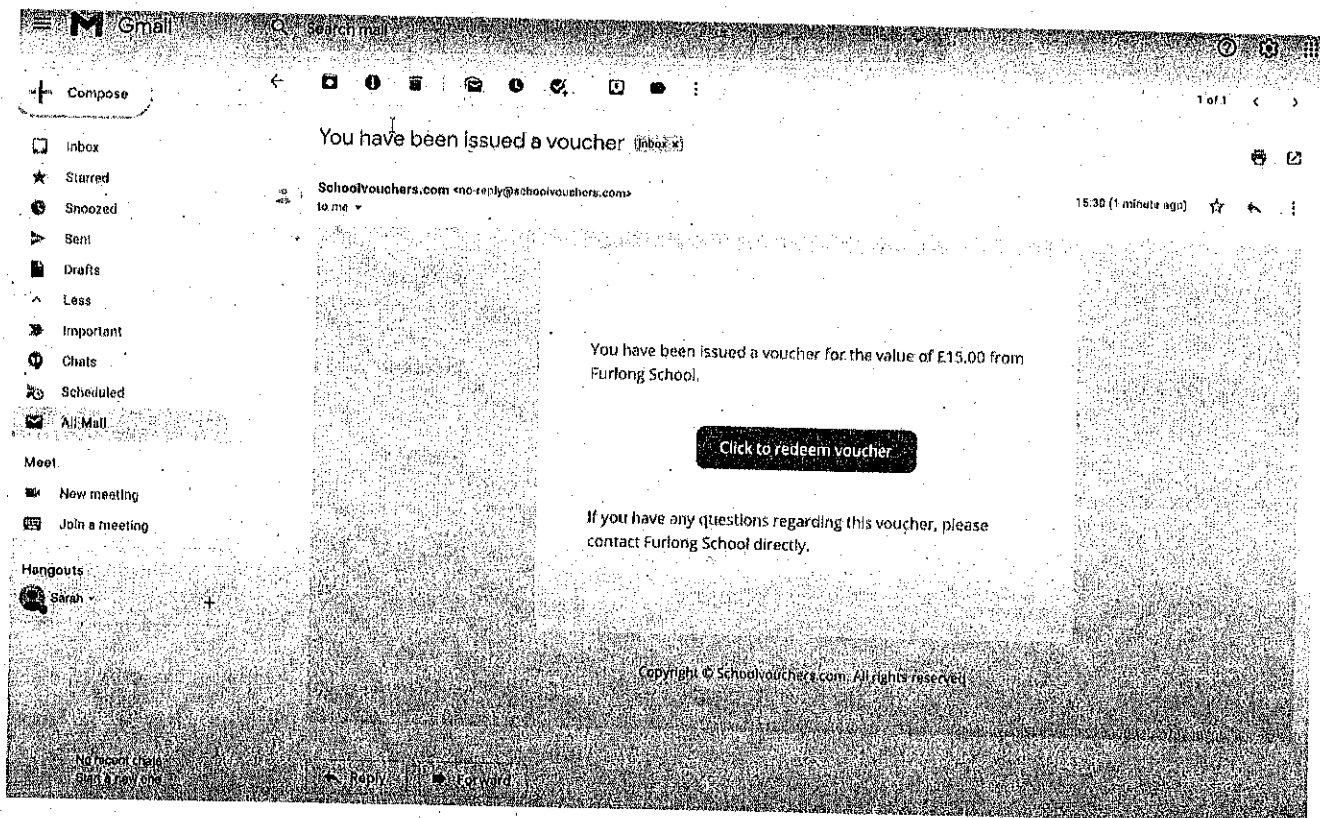 Gmail
Search mail
Compose
1 of 1
You have been issued a voucher Inbox x
Inbox
Starred
Schoolvouchers.com <no-reply@schoolvouchers.com>
to me
15:30 (1 minute ago)
Snoozed
Sent
Drafts
Less
Important
Chats
Scheduled
All Mail
You have been issued a voucher for the value of £15.00 from
Furlong School.
Click to redeem voucher
If you have any questions regarding this voucher, please
contact Furlong School directly.
Meet
New meeting
Join a meeting
Hangouts
Sarah
Copyright © Schoolvouchers.com. All rights reserved
No recent chats
Start a new one
Reply
Forward